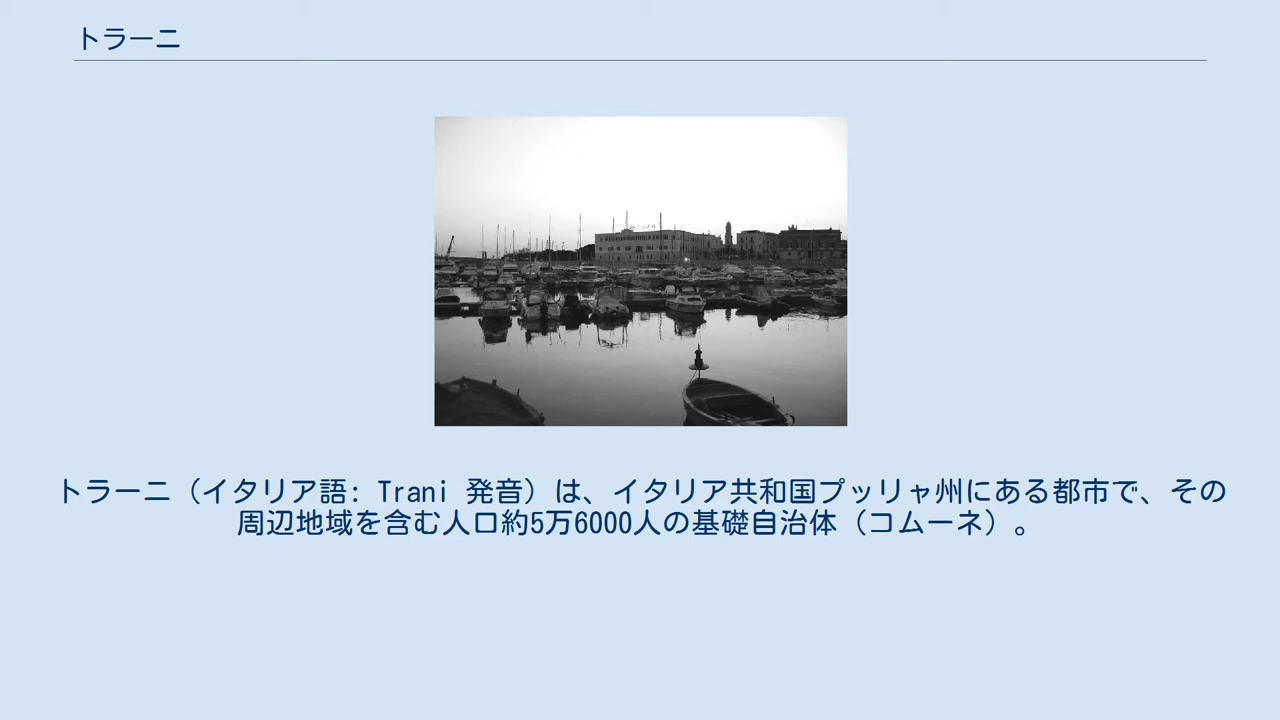 トラーニ
トラーニ（イタリア語: Trani 発音）は、イタリア共和国プッリャ州にある都市で、その
周辺地域を含む人口約5万6000人の基礎自治体（コムーネ）。